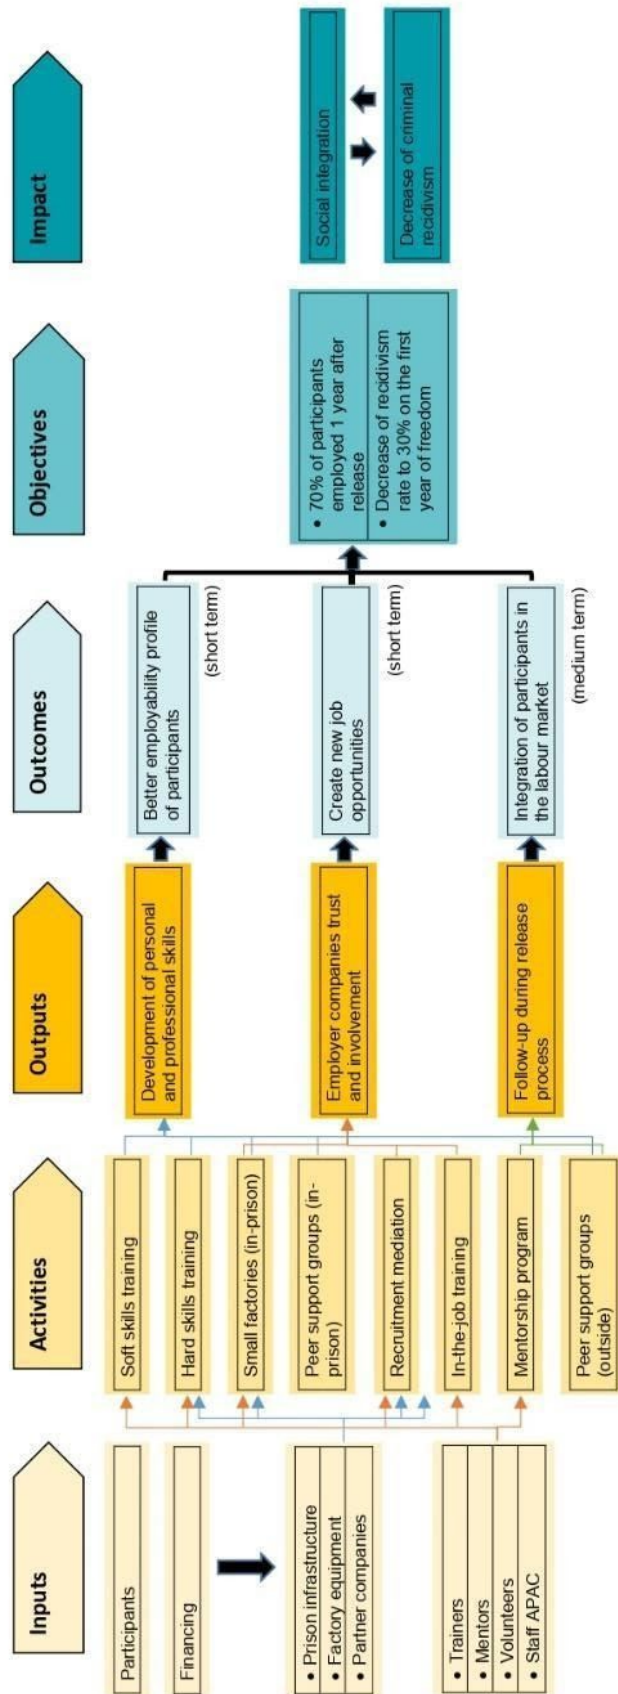 Inputs
Activities
Outputs
Outcomes
Objectives
Impact
Participants
Financing
• Prison infrastructure
• Factory equipment
• Partner companies
• Trainers
• Mentors
• Volunteers
• Staff APAC
Soft skills training
Hard skills training
Small factories (in-prison)
Peer support groups (in-
prison)
Recruitment mediation
In-the-job training
Mentorship program
Peer support groups
(outside)
Development of personal
and professional skills
Employer companies trust
and involvement
Follow-up during release
process
Better employability profile
of participants
(short term)
Create new job
opportunities
(short term)
Integration of participants in
the labour market
(medium term)
• 70% of participants
employed 1 year after
release
• Decrease of recidivism
rate to 30% on the first
year of freedom
Social integration
Decrease of criminal
recidivism